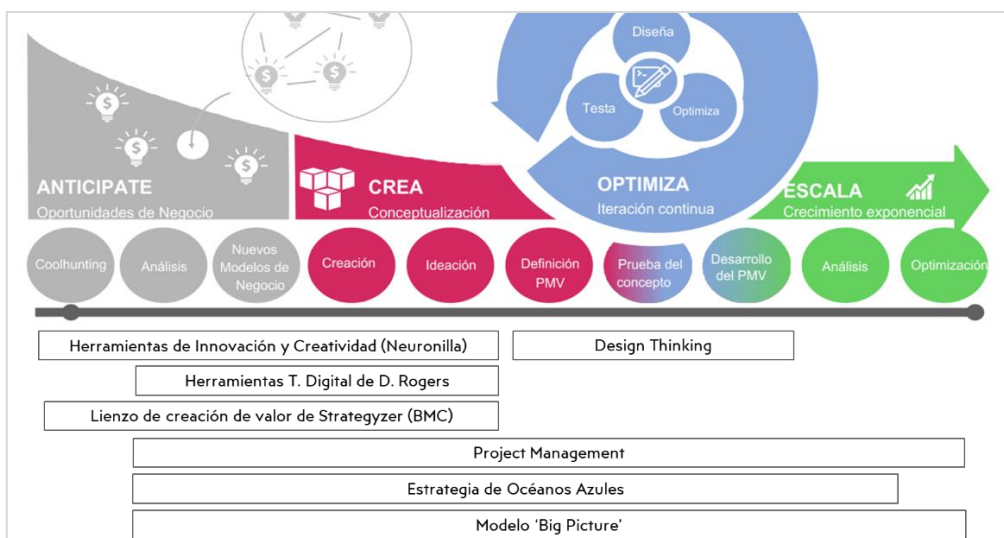 Diseña
Testa
Optimiza
ANTICIPATE
Oportunidades de Negocio
CREA
Conceptualización
OPTIMIZA
Iteración continua
ESCALA
Crecimiento exponencial
Coolhunting
Análisis
Nuevos
Modelos de
Negocio
Creación
Ideación
Definición
PMV
Prueba del
concepto
Desarrollo
del PMV
Análisis
Optimización
Herramientas de Innovación y Creatividad (Neuronilla)
Design Thinking
Herramientas T. Digital de D. Rogers
Lienzo de creación de valor de Strategyzer (BMC)
Project Management
Estrategia de Océanos Azules
Modelo ‘Big Picture’